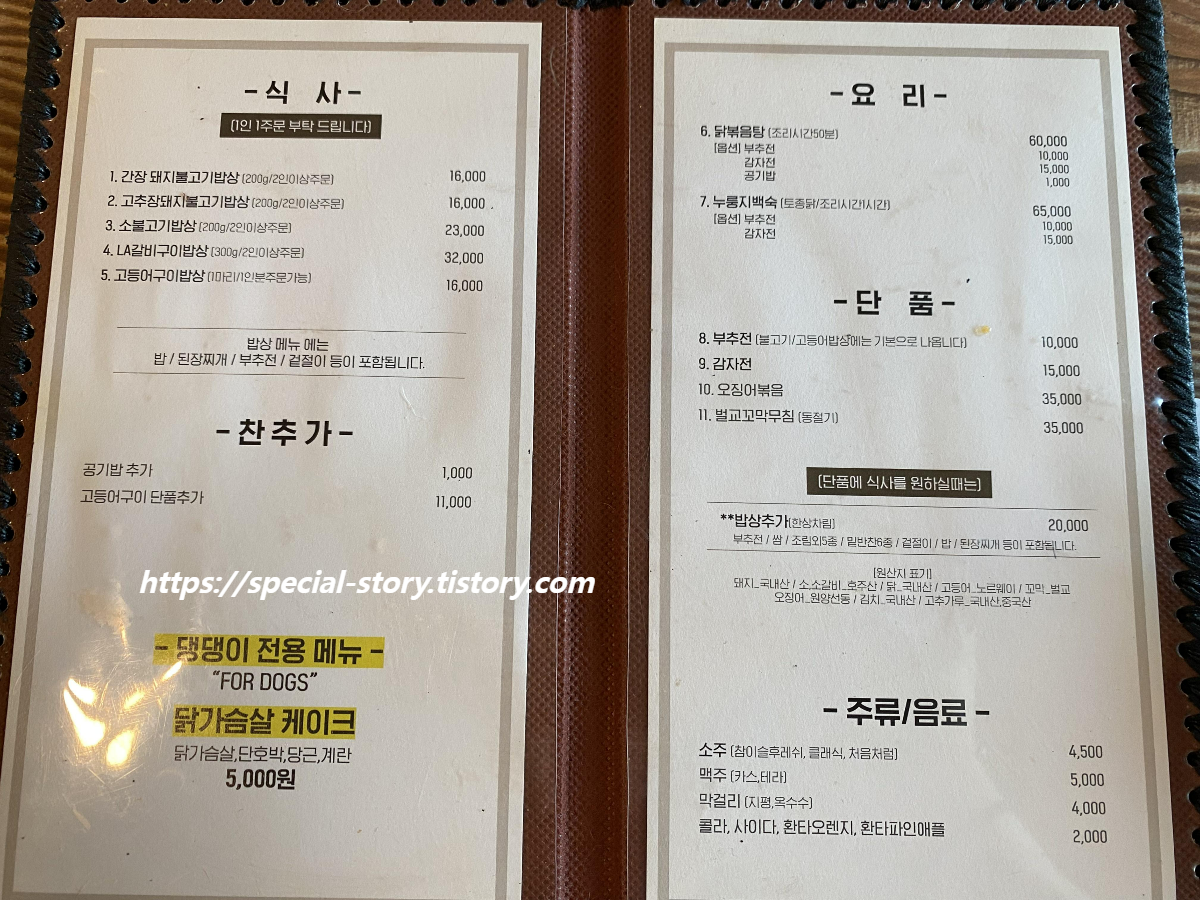 - 식 사 -
(1인 1주문 부탁 드립니다)
1. 간장 돼지불고기밥상 (200g/2인이상주문) 16,000
2. 고추장돼지불고기밥상 (200g/2인이상주문) 16,000
3. 소불고기밥상 (200g/2인이상주문) 23,000
4. LA갈비구이밥상 (300g/2인이상주문) 32,000
5. 고등어구이밥상 (1마리/1인분주문가능) 16,000
밥상 메뉴 에는
밥 / 된장찌개 / 부추전 / 겉절이 등이 포함됩니다.
- 찬 추 가 -
공기밥 추가 1,000
고등어구이 단품추가 11,000
https://special-story.tistory.com
- 댕댕이 전용 메뉴 -
"FOR DOGS"
닭가슴살 케이크
닭가슴살,단호박,당근,계란
5,000원
- 요 리 -
6. 닭볶음탕 (조리시간50분) 60,000
[옵션] 부추전 10,000
감자전 15,000
공기밥 1,000
7. 누룽지백숙 (토종닭/조리시간1시간) 65,000
[옵션] 부추전 10,000
감자전 15,000
- 단 품 -
8. 부추전 (불고기/고등어밥상에는 기본으로 나옵니다) 10,000
9. 감자전 15,000
10. 오징어볶음 35,000
11. 벌교꼬막무침 (동절기) 35,000
(단품에 식사를 원하실때는)
**밥상추가[한상차림] 20,000
부추전 / 쌈 / 조림외5종 / 밑반찬6종 / 겉절이 / 밥 / 된장찌개 등이 포함됩니다.
[원산지 표기]
돼지_국내산 / 소,소갈비_호주산 / 닭_국내산 / 고등어_노르웨이 / 꼬막_벌교
오징어_원양선동 / 김치_국내산 / 고추가루_국내산,중국산
- 주류/음료 -
소주 (참이슬후레쉬, 클래식, 처음처럼) 4,500
맥주 (카스,테라) 5,000
막걸리 (지평,옥수수) 4,000
콜라, 사이다, 환타오렌지, 환타파인애플 2,000